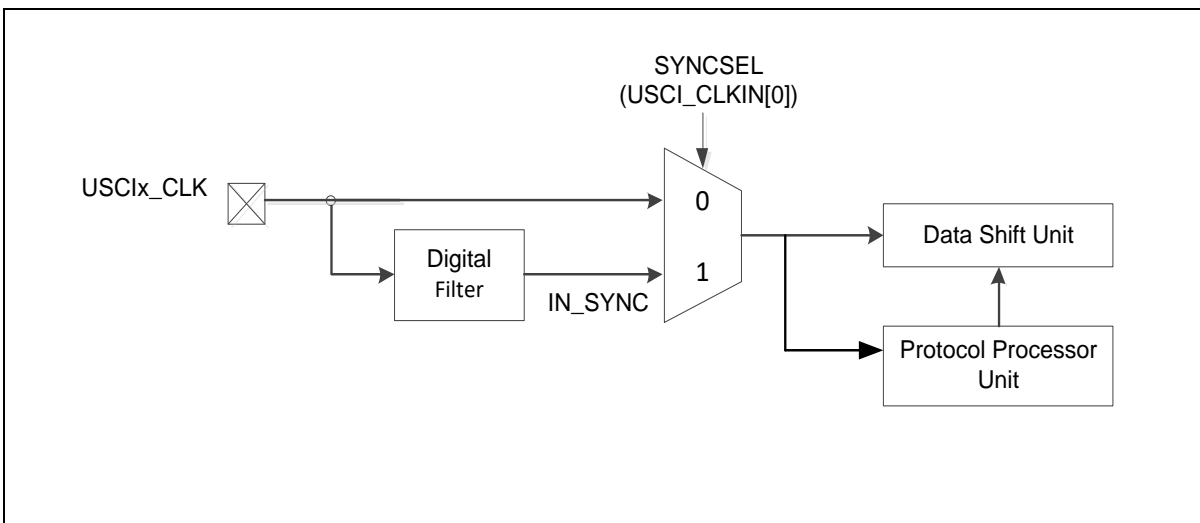 SYNCSEL
(USCI_CLKIN[0])
USCIx_CLK
0
Data Shift Unit
Digital
Filter
1
IN_SYNC
Protocol Processor
Unit